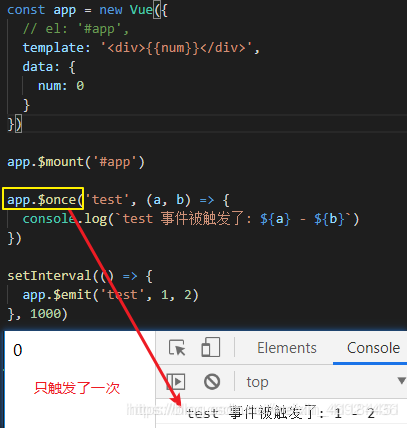 const app = new Vue({
  // el: '#app',
  template: '<div>{{num}}</div>',
  data: {
    num: 0
  }
})
app.$mount('#app')
app.$once('test', (a, b) => {
  console.log(`test 事件被触发了: ${a} - ${b}`)
})
setInterval(() => {
  app.$emit('test', 1, 2)
}, 1000)
0
只触发了一次
Elements Console
top
test 事件被触发了: 1 - 2